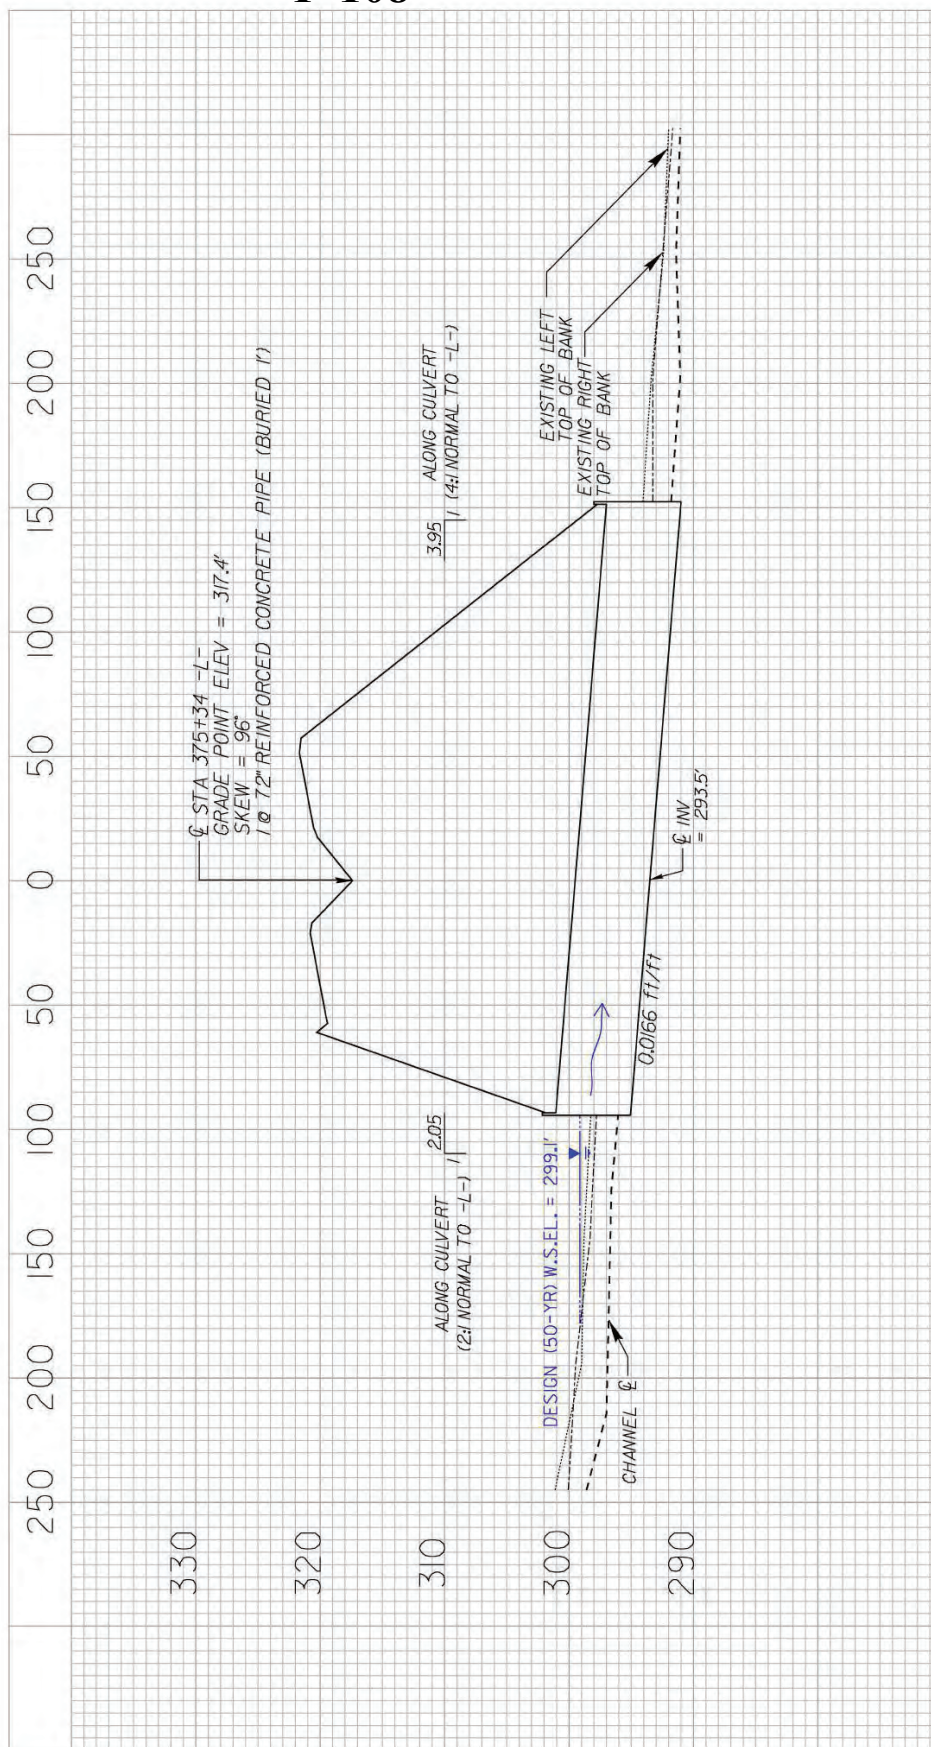 330
320
310
300
290
250
200
150
100
50
0
50
100
150
200
250
℄ STA 375+34 -L-
GRADE POINT ELEV = 317.4'
SKEW = 96°
1 @ 72" REINFORCED CONCRETE PIPE (BURIED 1')
ALONG CULVERT
(2:1 NORMAL TO -L-)
1
2.05
3.95
1
ALONG CULVERT
(4:1 NORMAL TO -L-)
DESIGN (50-YR) W.S.EL. = 299.1'
CHANNEL ℄
0.0166 ft/ft
℄ INV
= 293.5'
EXISTING LEFT
TOP OF BANK
EXISTING RIGHT
TOP OF BANK